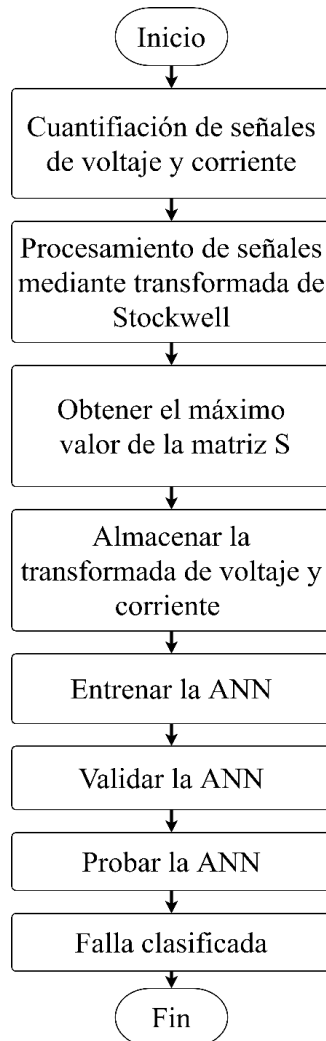 Inicio
Cuantifiación de señales
de voltaje y corriente
Procesamiento de señales
mediante transformada de
Stockwell
Obtener el máximo
valor de la matriz S
Almacenar la
transformada de voltaje y
corriente
Entrenar la ANN
Validar la ANN
Probar la ANN
Falla clasificada
Fin